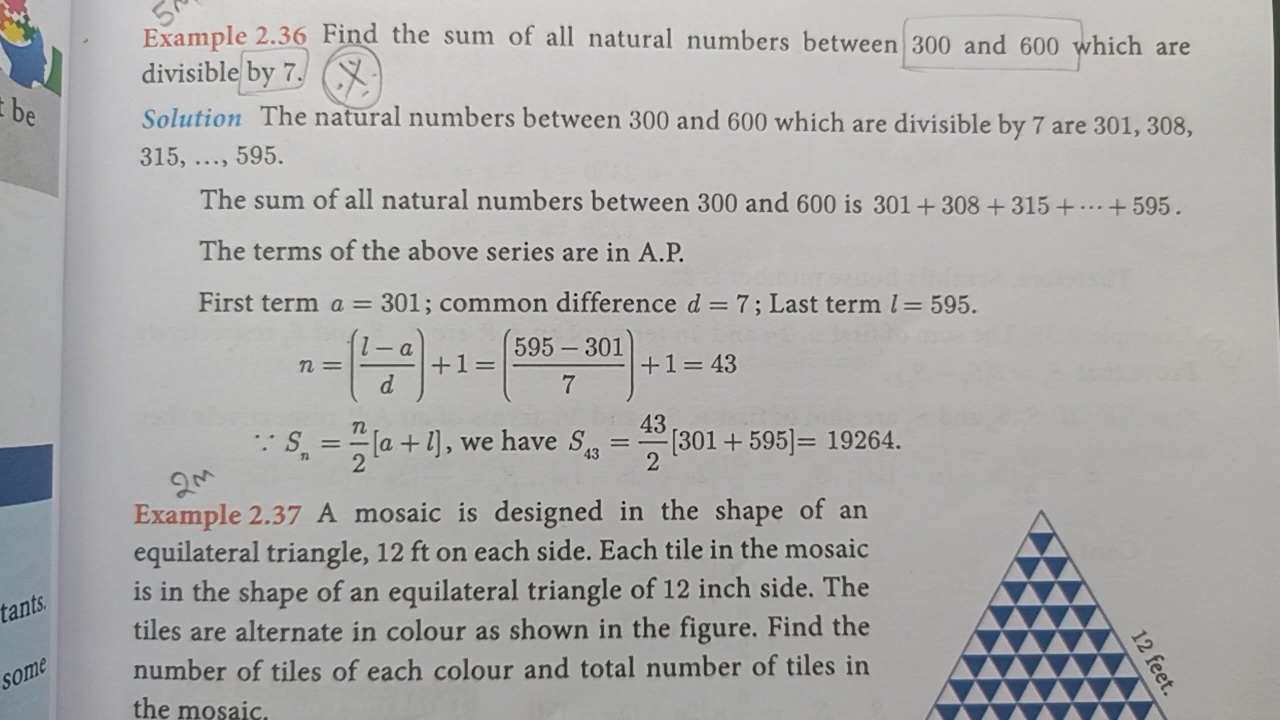 5m
Example 2.36 Find the sum of all natural numbers between 300 and 600 which are
divisible by 7.
t be
Solution The natural numbers between 300 and 600 which are divisible by 7 are 301, 308,
315, ..., 595.
The sum of all natural numbers between 300 and 600 is 301 + 308 + 315 + ⋯ + 595.
The terms of the above series are in A.P.
First term a = 301; common difference d = 7; Last term l = 595.
n = ((l − a)/d) + 1 = ((595 − 301)/7) + 1 = 43
∵ Sₙ = n/2 [a + l], we have S₄₃ = 43/2 [301 + 595] = 19264.
2m
Example 2.37 A mosaic is designed in the shape of an
equilateral triangle, 12 ft on each side. Each tile in the mosaic
is in the shape of an equilateral triangle of 12 inch side. The
tants.
tiles are alternate in colour as shown in the figure. Find the
12 feet.
some
number of tiles of each colour and total number of tiles in
the mosaic.